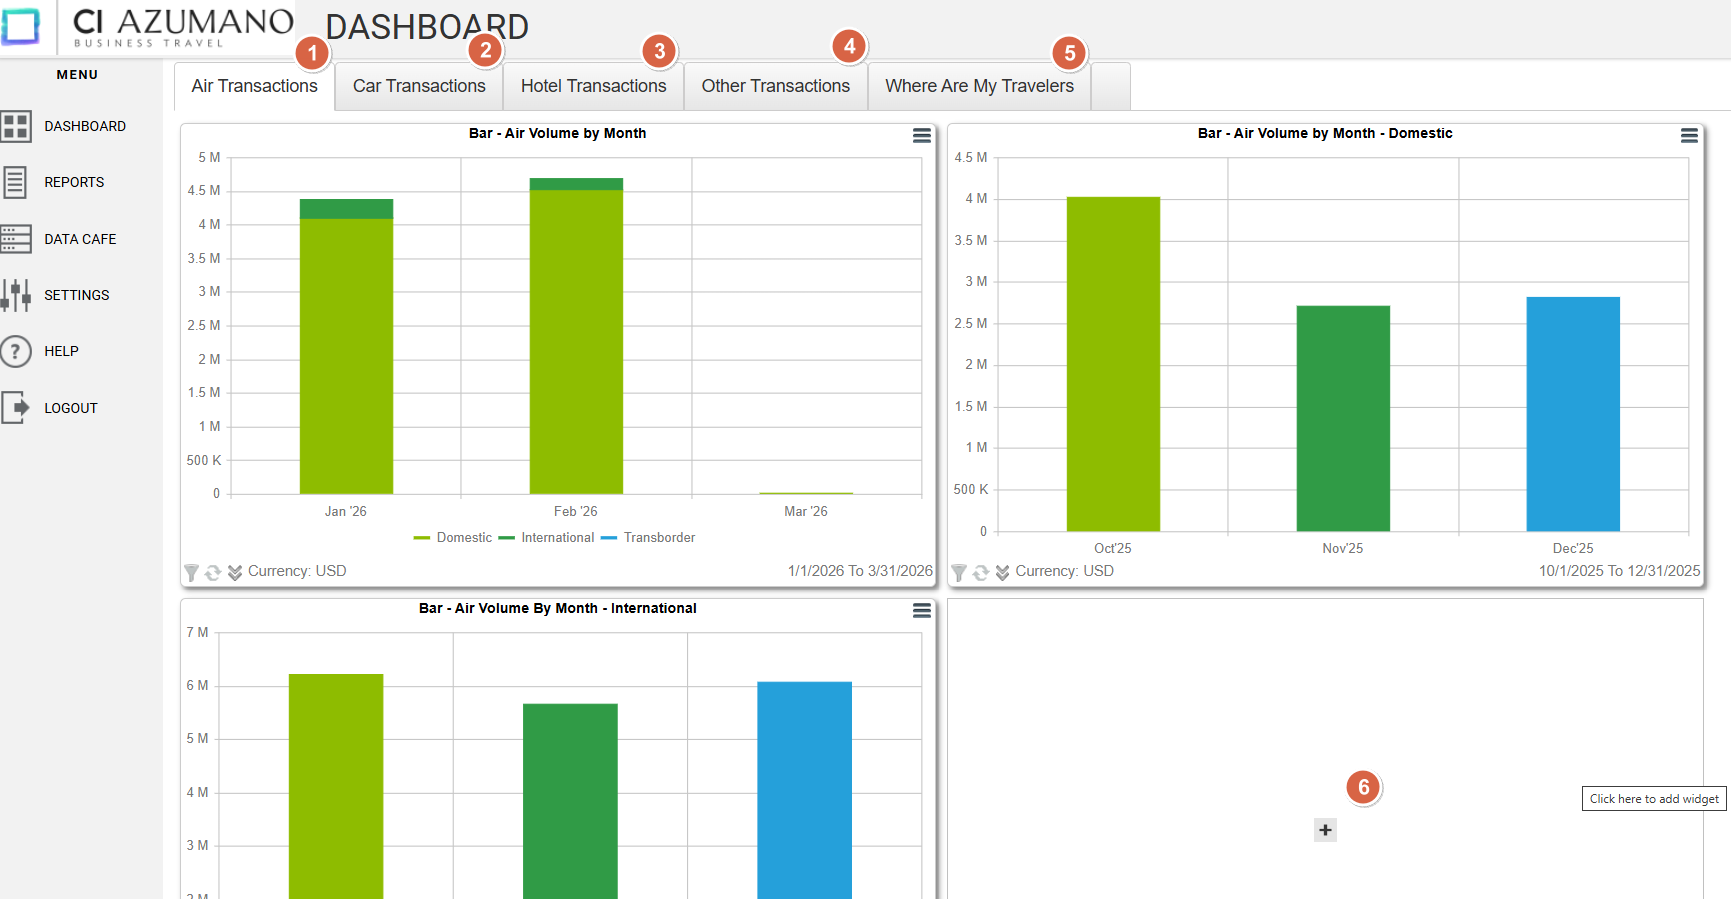 CI AZUMANO
BUSINESS TRAVEL
DASHBOARD
MENU
DASHBOARD
REPORTS
DATA CAFE
SETTINGS
HELP
LOGOUT
1 2 3 4 5
Air Transactions Car Transactions Hotel Transactions Other Transactions Where Are My Travelers
Bar - Air Volume by Month
5 M
4.5 M
4 M
3.5 M
3 M
2.5 M
2 M
1.5 M
1 M
500 K
0
Jan '26 Feb '26 Mar '26
Domestic International Transborder
Currency: USD 1/1/2026 To 3/31/2026
Bar - Air Volume by Month - Domestic
4.5 M
4 M
3.5 M
3 M
2.5 M
2 M
1.5 M
1 M
500 K
0
Oct'25 Nov'25 Dec'25
Currency: USD 10/1/2025 To 12/31/2025
Bar - Air Volume By Month - International
7 M
6 M
5 M
4 M
3 M
2 M
6
+
Click here to add widget